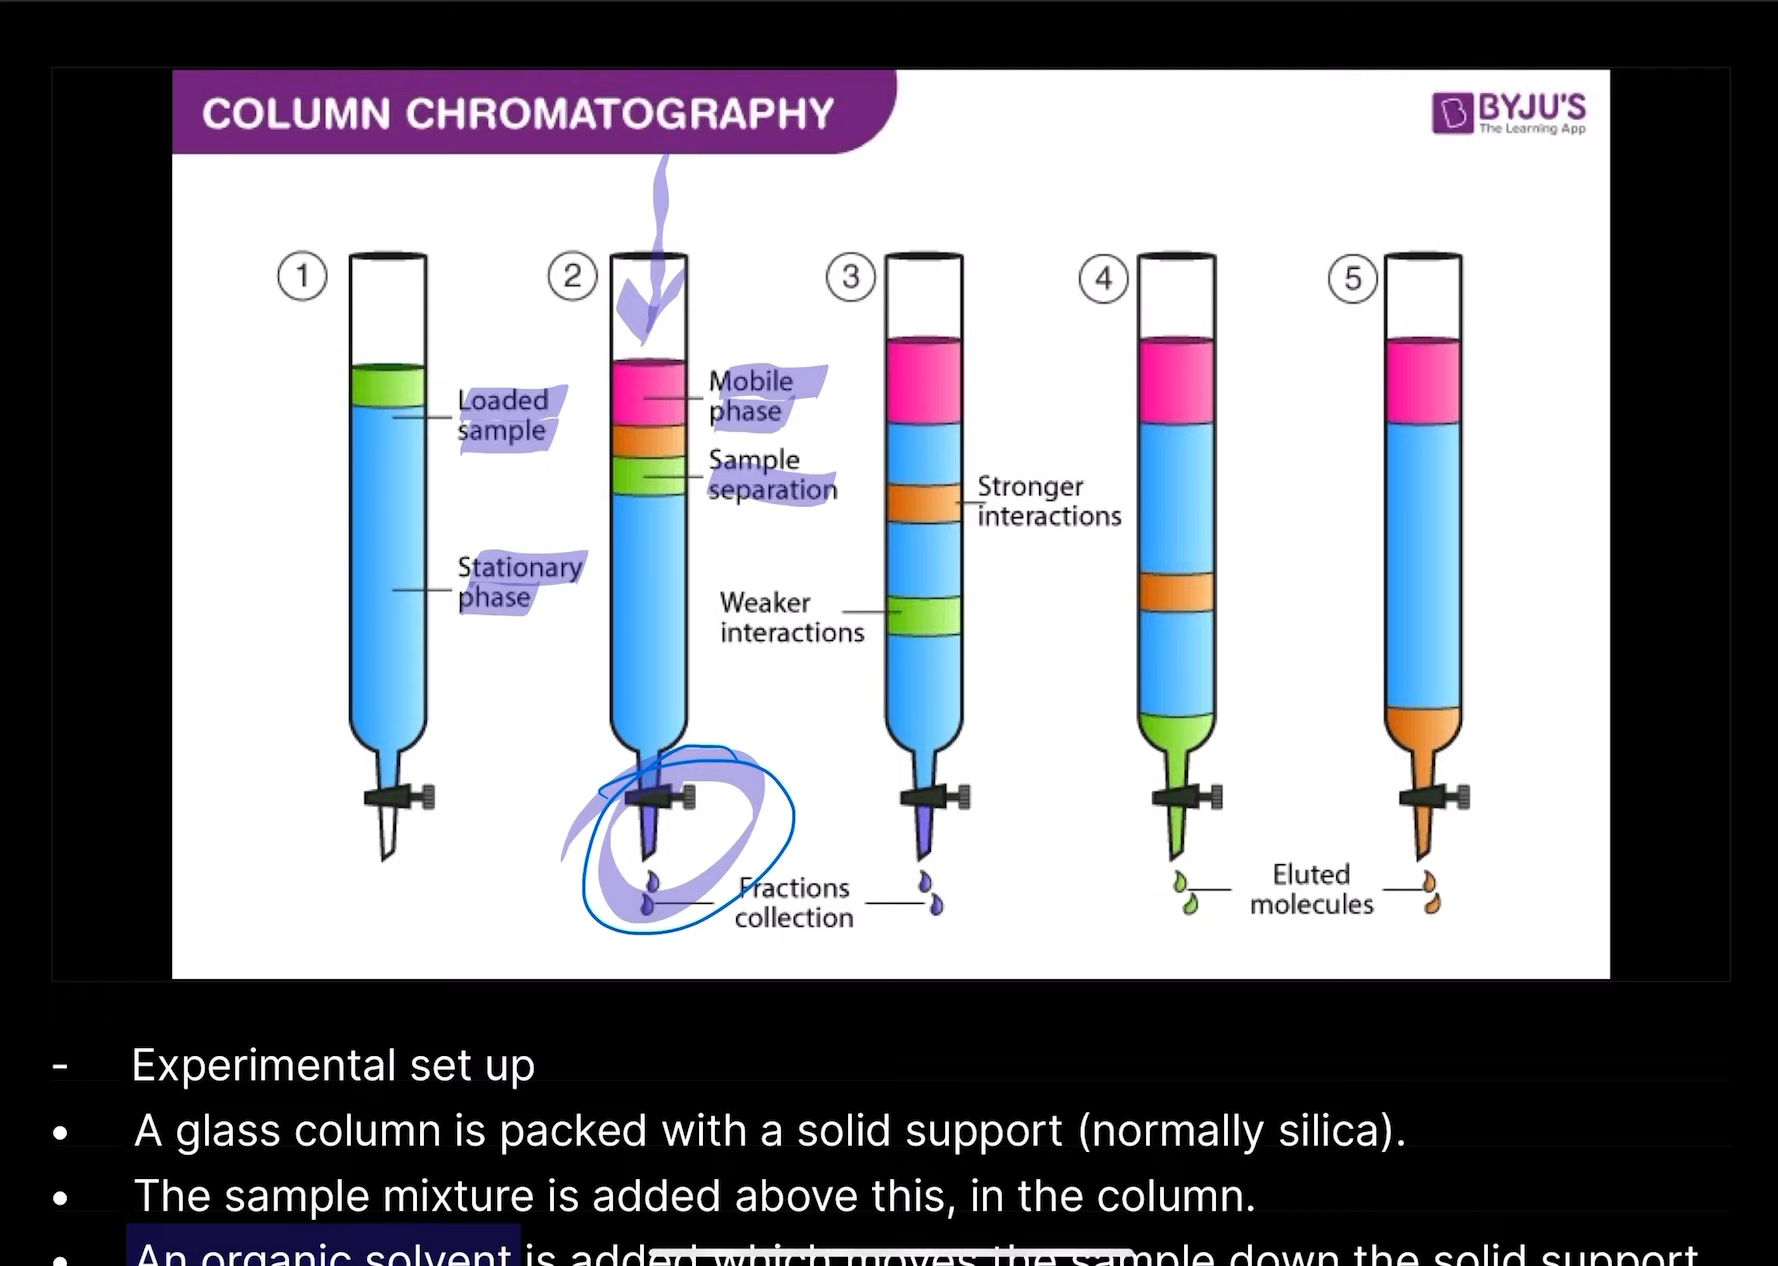 COLUMN CHROMATOGRAPHY
BYJU'S
The Learning App
1
2
3
4
5
Loaded
sample
Stationary
phase
Mobile
phase
Sample
separation
Stronger
interactions
Weaker
interactions
Fractions
collection
Eluted
molecules
- Experimental set up
• A glass column is packed with a solid support (normally silica).
• The sample mixture is added above this, in the column.
• An organic solvent is added which moves the sample down the solid support